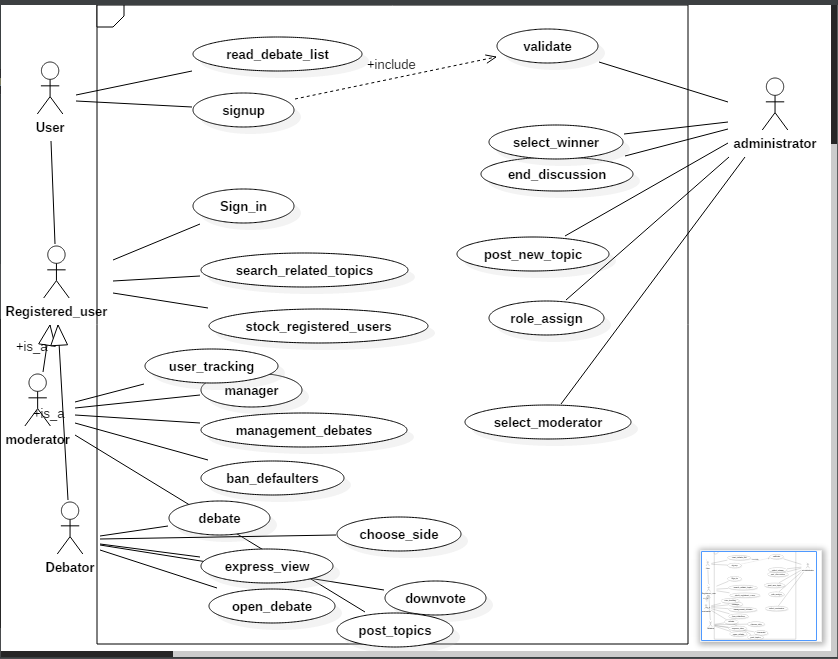 validate
read_debate_list
+include
signup
User
administrator
select_winner
end_discussion
Sign_in
post_new_topic
search_related_topics
Registered_user
role_assign
stock_registered_users
+is_a
user_tracking
manager
+is_a
moderator
select_moderator
management_debates
ban_defaulters
debate
choose_side
Debator
express_view
downvote
open_debate
post_topics